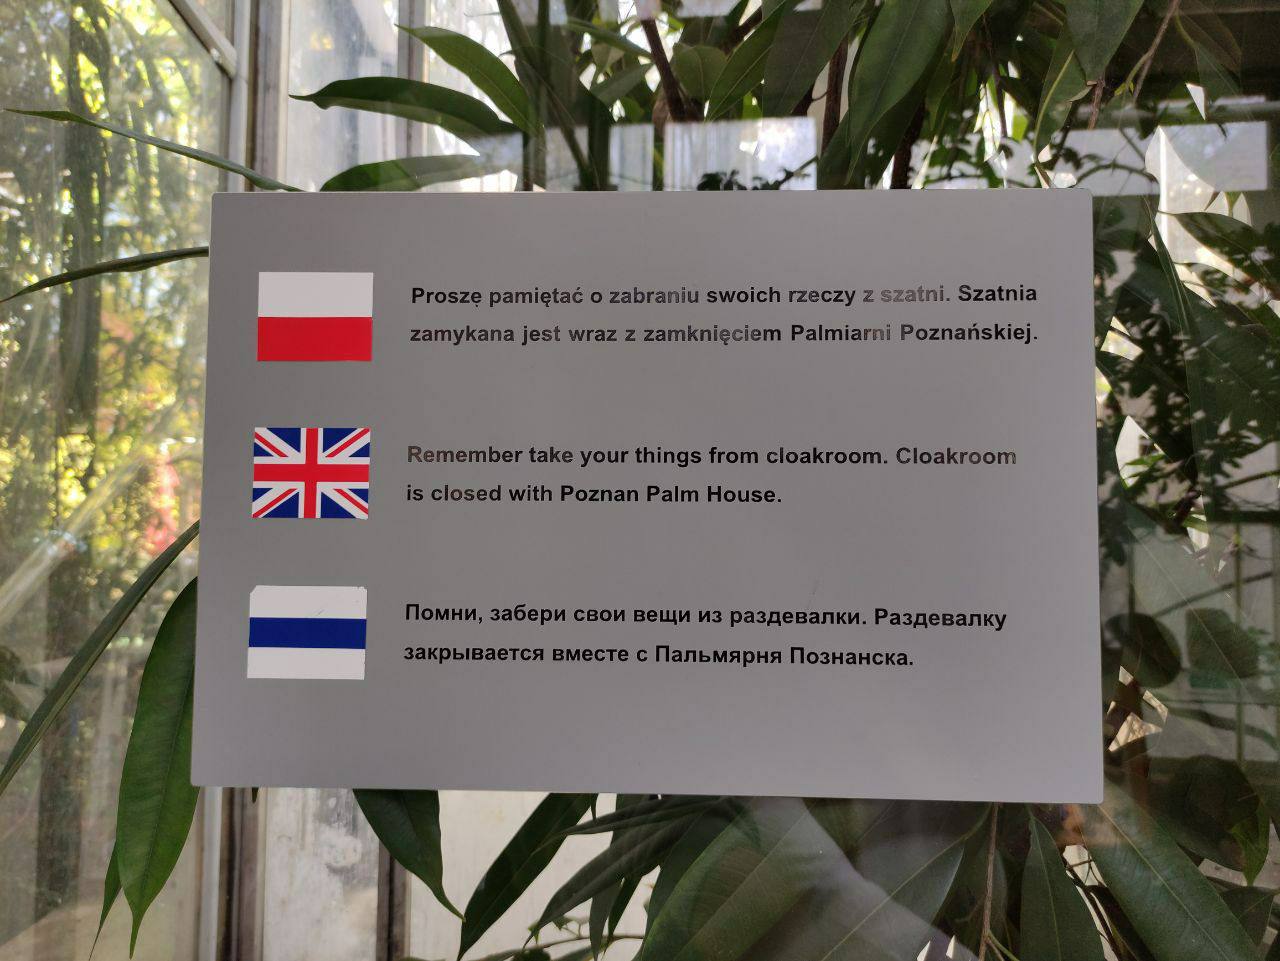 Proszę pamiętać o zabraniu swoich rzeczy z szatni. Szatnia
zamykana jest wraz z zamknięciem Palmiarni Poznańskiej.
Remember take your things from cloakroom. Cloakroom
is closed with Poznan Palm House.
Помни, забери свои вещи из раздевалки. Раздевалку
закрывается вместе с Пальмярня Познанска.